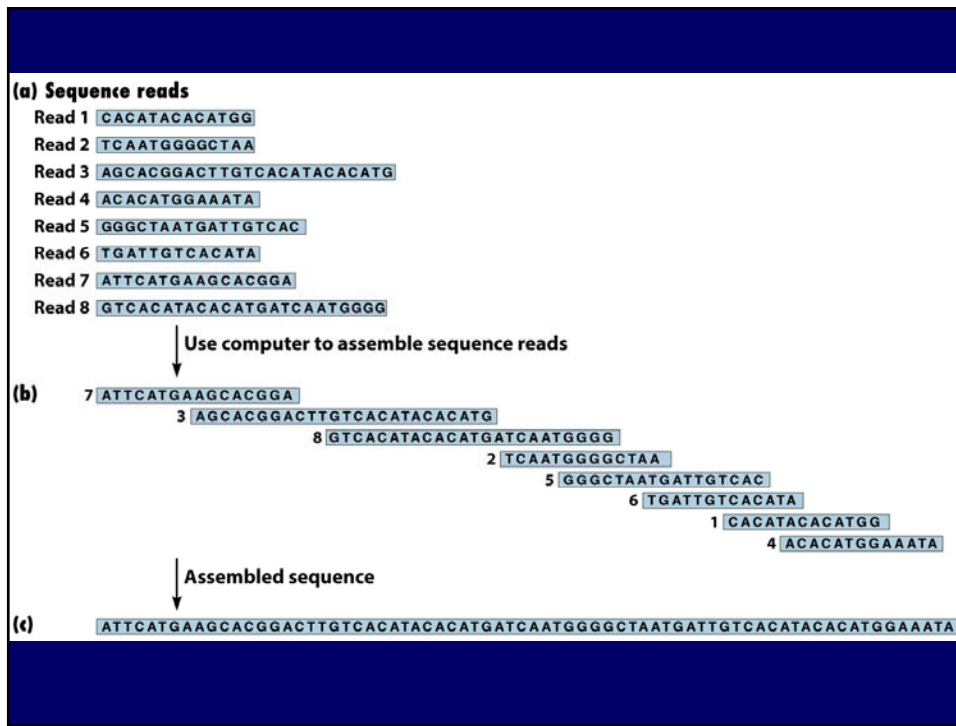 (a) Sequence reads
Read 1 CACATACACATGG
Read 2 TCAATGGGGCTAA
Read 3 AGCACGGACTTGTCACATACACATG
Read 4 ACACATGGAAATA
Read 5 GGGCTAATGATTGTCAC
Read 6 TGATTGTCACATA
Read 7 ATTCATGAAGCACGGA
Read 8 GTCACATACACATGATCAATGGGG
Use computer to assemble sequence reads
(b) 7 ATTCATGAAGCACGGA
3 AGCACGGACTTGTCACATACACATG
8 GTCACATACACATGATCAATGGGG
2 TCAATGGGGCTAA
5 GGGCTAATGATTGTCAC
6 TGATTGTCACATA
1 CACATACACATGG
4 ACACATGGAAATA
Assembled sequence
(c) ATTCATGAAGCACGGACTTGTCACATACACATGATCAATGGGGCTAATGATTGTCACATACACATGGAAATA